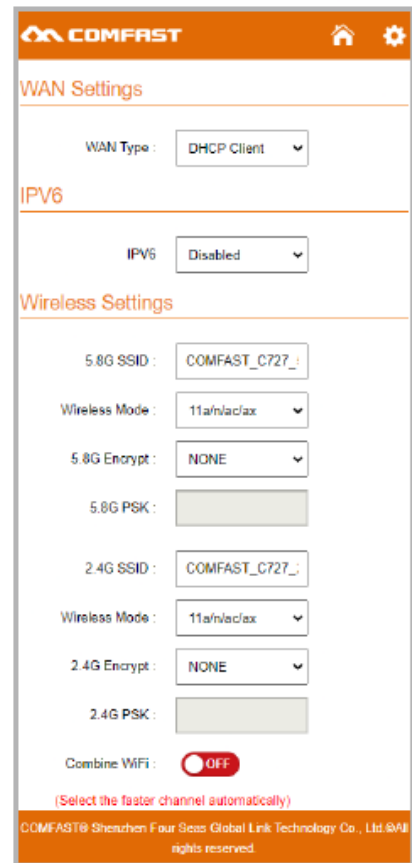 COMFAST
WAN Settings
WAN Type : DHCP Client
IPV6
IPV6 Disabled
Wireless Settings
5.8G SSID : COMFAST_C727_
Wireless Mode : 11a/n/ac/ax
5.8G Encrypt : NONE
5.8G PSK :
2.4G SSID : COMFAST_C727_
Wireless Mode : 11a/n/ac/ax
2.4G Encrypt : NONE
2.4G PSK :
Combine WiFi : OFF
(Select the faster channel automatically)
COMFAST® Shenzhen Four Seas Global Link Technology Co., Ltd.©All
rights reserved.